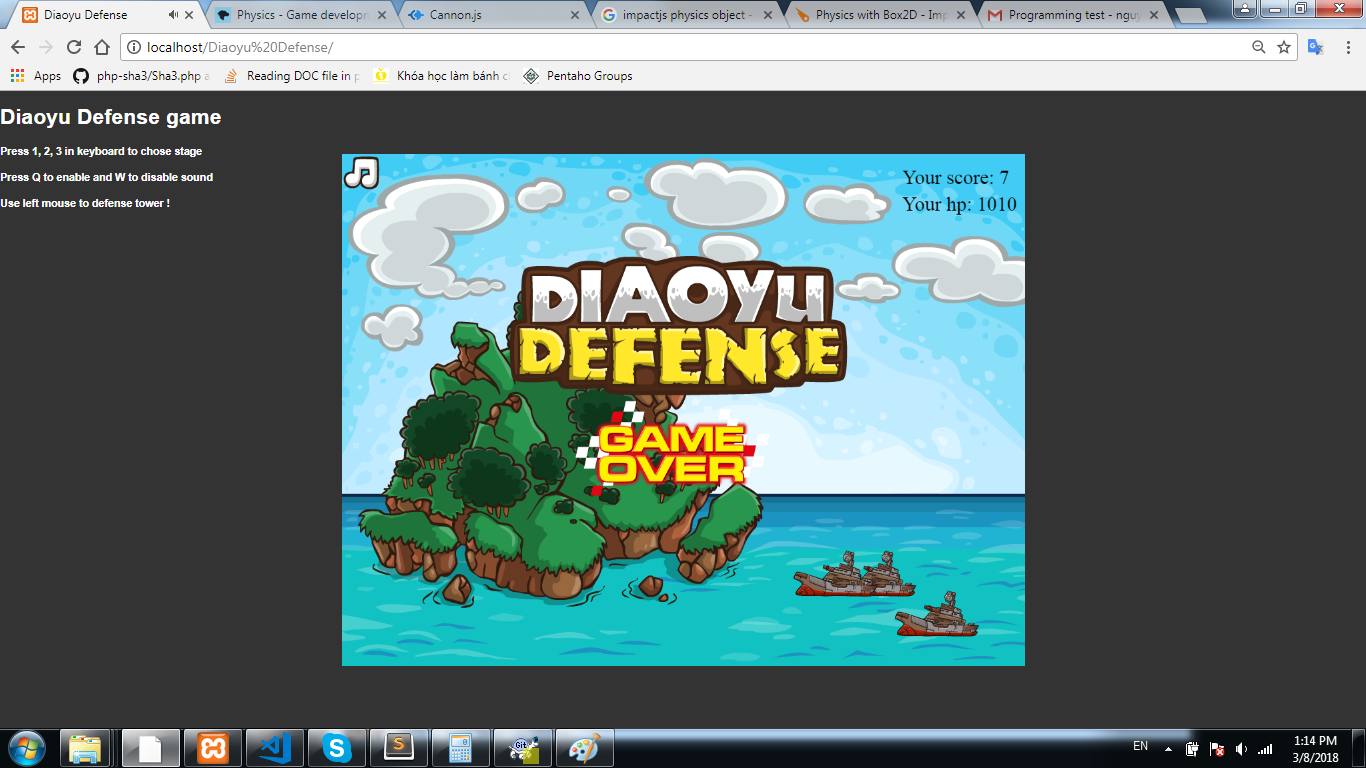 Diaoyu Defense
Physics - Game developm
Cannon.js
impactjs physics object -
Physics with Box2D - Imp
Programming test - nguy
localhost/Diaoyu%20Defense/
Apps
php-sha3/Sha3.php a
Reading DOC file in p
Khóa học làm bánh c
Pentaho Groups
Diaoyu Defense game
Press 1, 2, 3 in keyboard to chose stage
Press Q to enable and W to disable sound
Use left mouse to defense tower !
Your score: 7
Your hp: 1010
DIAOYU
DEFENSE
GAME
OVER
EN
1:14 PM
3/8/2018